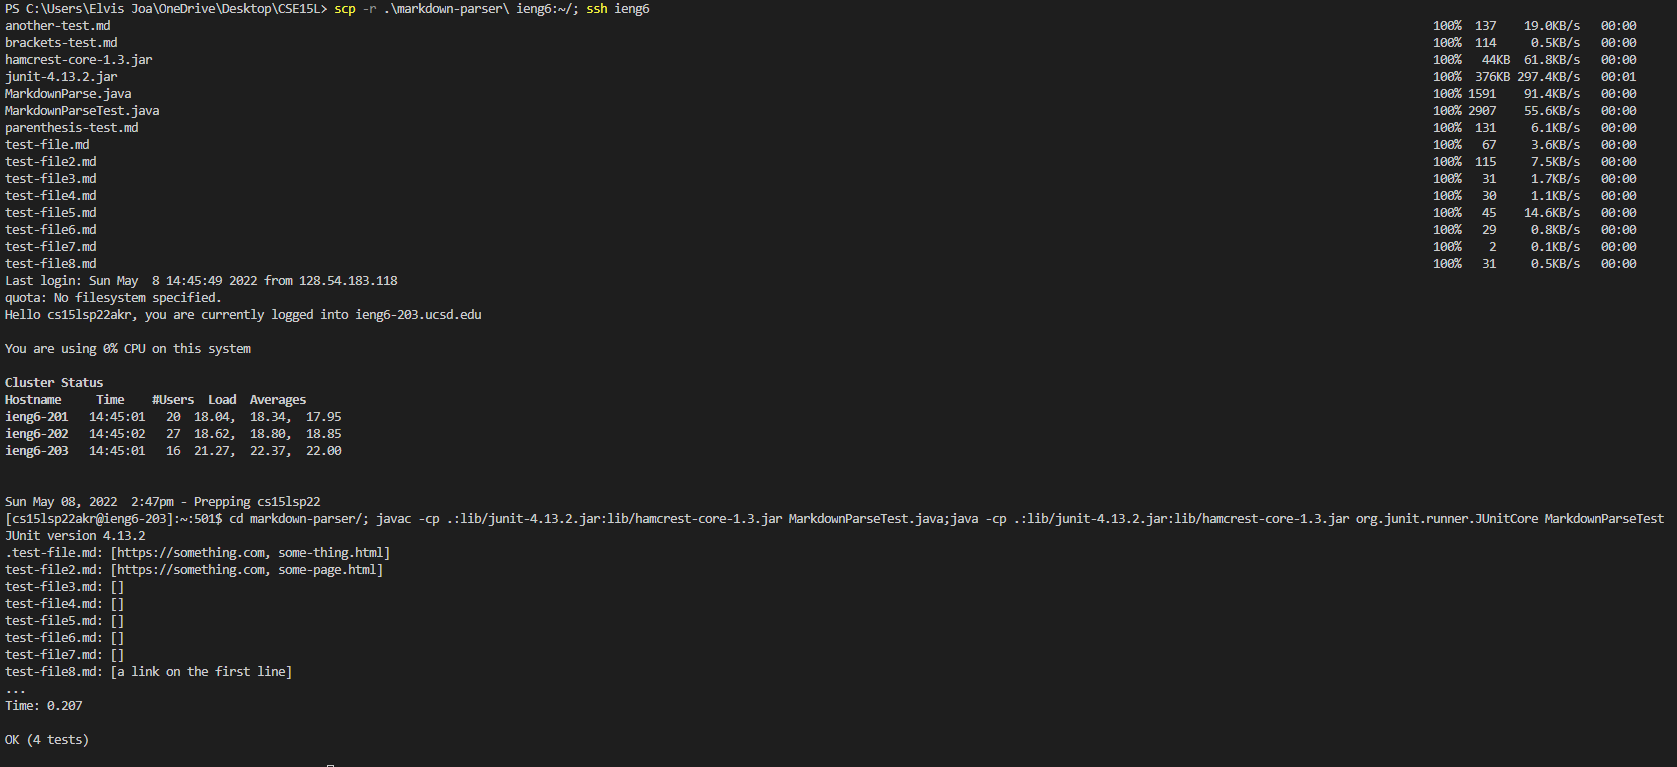 PS C:\Users\Elvis Joa\OneDrive\Desktop\CSE15L> scp -r .\markdown-parser\ ieng6:~/; ssh ieng6
another-test.md 100% 137 19.0KB/s 00:00
brackets-test.md 100% 114 0.5KB/s 00:00
hamcrest-core-1.3.jar 100% 44KB 61.8KB/s 00:00
junit-4.13.2.jar 100% 376KB 297.4KB/s 00:01
MarkdownParse.java 100% 1591 91.4KB/s 00:00
MarkdownParseTest.java 100% 2907 55.6KB/s 00:00
parenthesis-test.md 100% 131 6.1KB/s 00:00
test-file.md 100% 67 3.6KB/s 00:00
test-file2.md 100% 115 7.5KB/s 00:00
test-file3.md 100% 31 1.7KB/s 00:00
test-file4.md 100% 30 1.1KB/s 00:00
test-file5.md 100% 45 14.6KB/s 00:00
test-file6.md 100% 29 0.8KB/s 00:00
test-file7.md 100% 2 0.1KB/s 00:00
test-file8.md 100% 31 0.5KB/s 00:00
Last login: Sun May  8 14:45:49 2022 from 128.54.183.118
quota: No filesystem specified.
Hello cs15lsp22akr, you are currently logged into ieng6-203.ucsd.edu
You are using 0% CPU on this system
Cluster Status
Hostname Time #Users Load Averages
ieng6-201 14:45:01 20 18.04, 18.34, 17.95
ieng6-202 14:45:02 27 18.62, 18.80, 18.85
ieng6-203 14:45:01 16 21.27, 22.37, 22.00
Sun May 08, 2022  2:47pm - Prepping cs15lsp22
[cs15lsp22akr@ieng6-203]:~:501$ cd markdown-parser/; javac -cp .:lib/junit-4.13.2.jar:lib/hamcrest-core-1.3.jar MarkdownParseTest.java;java -cp .:lib/junit-4.13.2.jar:lib/hamcrest-core-1.3.jar org.junit.runner.JUnitCore MarkdownParseTest
JUnit version 4.13.2
.test-file.md: [https://something.com, some-thing.html]
test-file2.md: [https://something.com, some-page.html]
test-file3.md: []
test-file4.md: []
test-file5.md: []
test-file6.md: []
test-file7.md: []
test-file8.md: [a link on the first line]
...
Time: 0.207
OK (4 tests)